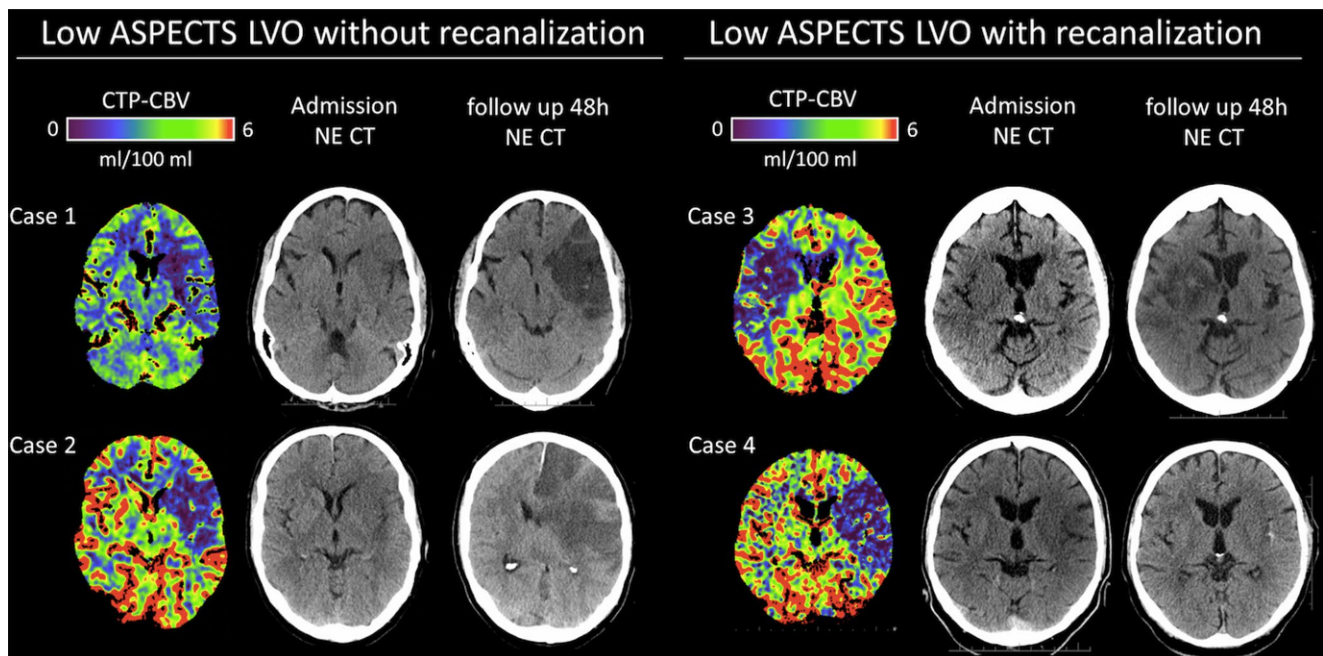 Low ASPECTS LVO without recanalization
CTP-CBV
0
6
ml/100 ml
Admission
NE CT
follow up 48h
NE CT
Case 1
Case 2
Low ASPECTS LVO with recanalization
CTP-CBV
0
6
ml/100 ml
Admission
NE CT
follow up 48h
NE CT
Case 3
Case 4